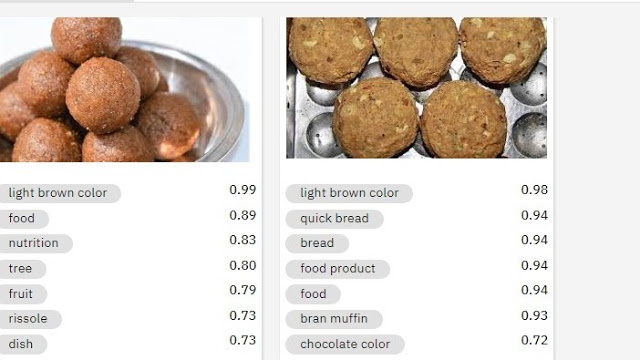 light brown color 0.99
food 0.89
nutrition 0.83
tree 0.80
fruit 0.79
rissole 0.73
dish 0.73
light brown color 0.98
quick bread 0.94
bread 0.94
food product 0.94
food 0.94
bran muffin 0.93
chocolate color 0.72